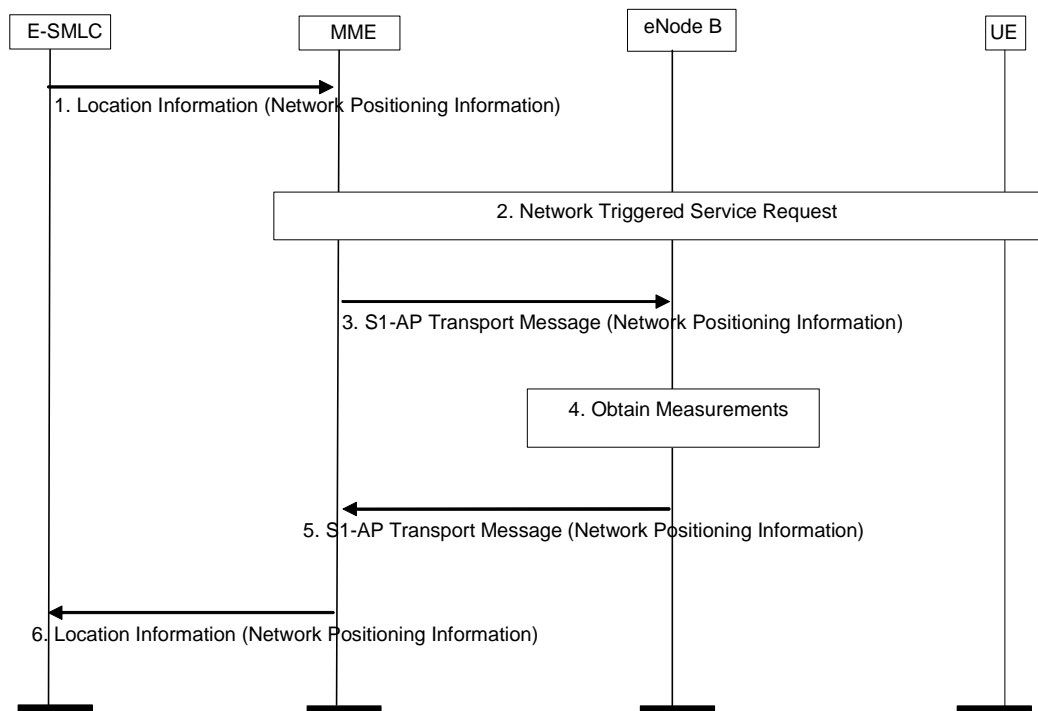 E-SMLC
MME
eNode B
UE
1. Location Information (Network Positioning Information)
2. Network Triggered Service Request
3. S1-AP Transport Message (Network Positioning Information)
4. Obtain Measurements
5. S1-AP Transport Message (Network Positioning Information)
6. Location Information (Network Positioning Information)